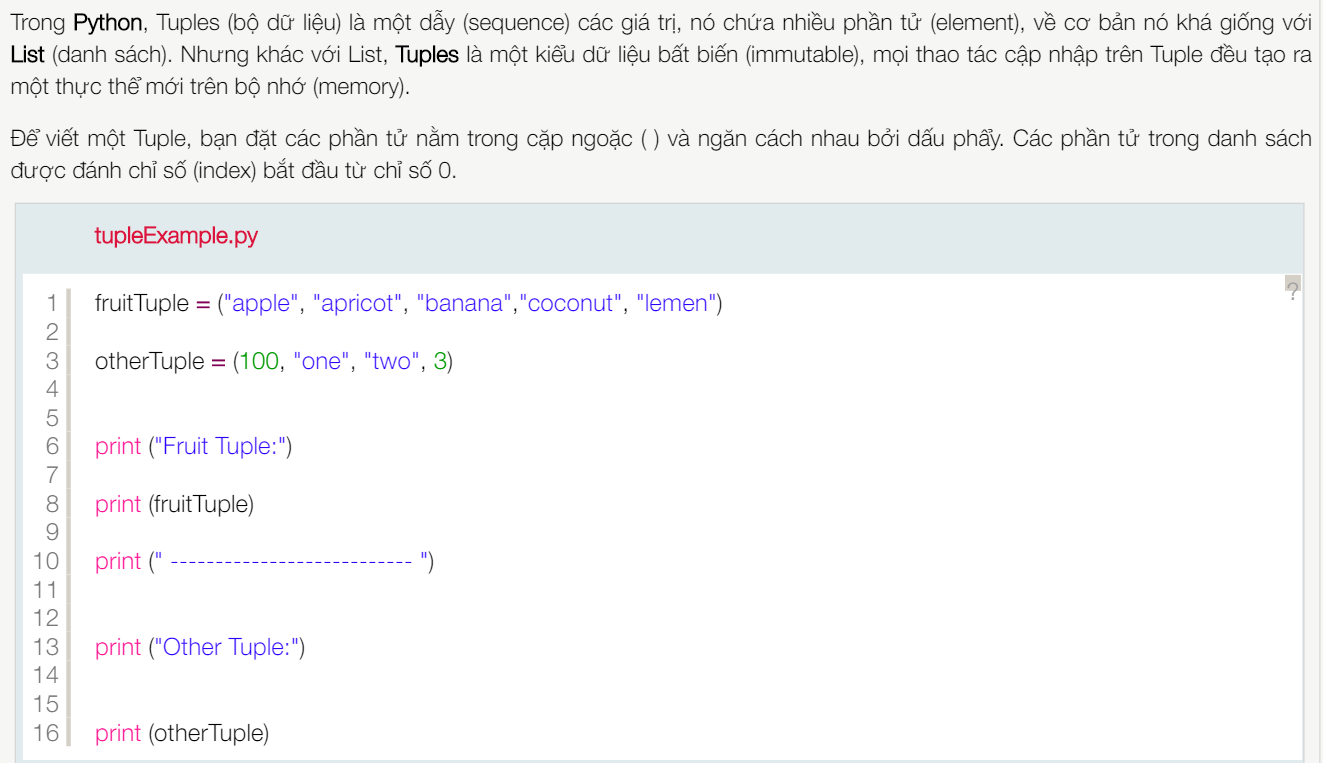 Trong Python, Tuples (bộ dữ liệu) là một dẫy (sequence) các giá trị, nó chứa nhiều phần tử (element), về cơ bản nó khá giống với
List (danh sách). Nhưng khác với List, Tuples là một kiểu dữ liệu bất biến (immutable), mọi thao tác cập nhập trên Tuple đều tạo ra
một thực thể mới trên bộ nhớ (memory).
Để viết một Tuple, bạn đặt các phần tử nằm trong cặp ngoặc ( ) và ngăn cách nhau bởi dấu phẩy. Các phần tử trong danh sách
được đánh chỉ số (index) bắt đầu từ chỉ số 0.
tupleExample.py
?
1 fruitTuple = ("apple", "apricot", "banana","coconut", "lemen")
2
3 otherTuple = (100, "one", "two", 3)
4
5
6 print ("Fruit Tuple:")
7
8 print (fruitTuple)
9
10 print (" --------------------------- ")
11
12
13 print ("Other Tuple:")
14
15
16 print (otherTuple)